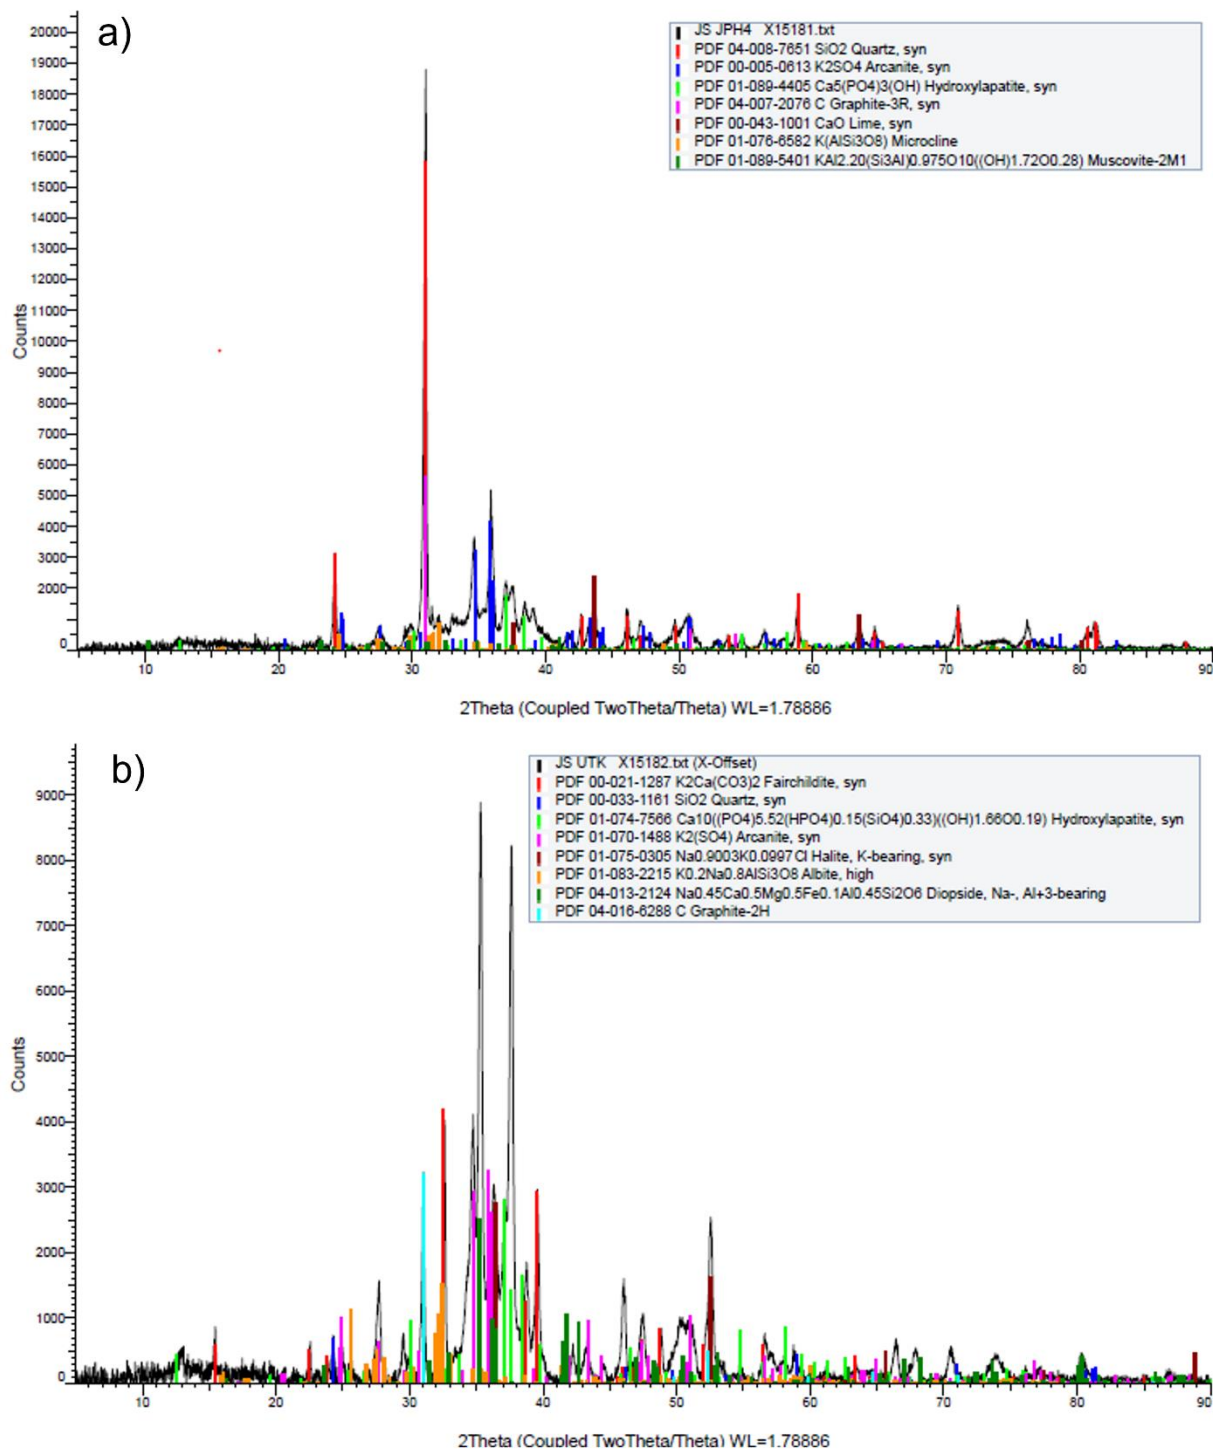 a)
JS JPH4 X15181.txt
PDF 04-008-7651 SiO2 Quartz, syn
PDF 00-005-0613 K2SO4 Arcanite, syn
PDF 01-089-4405 Ca5(PO4)3(OH) Hydroxylapatite, syn
PDF 04-007-2076 C Graphite-3R, syn
PDF 00-043-1001 CaO Lime, syn
PDF 01-076-6582 K(AlSi3O8) Microcline
PDF 01-089-5401 KAl2.20(Si3Al)0.975O10((OH)1.72O0.28) Muscovite-2M1
20000
19000
18000
17000
16000
15000
14000
13000
12000
11000
10000
9000
8000
7000
6000
5000
4000
3000
2000
0
Counts
10 20 30 40 50 60 70 80 90
2Theta (Coupled TwoTheta/Theta) WL=1.78886
b)
JS UTK X15182.txt (X-Offset)
PDF 00-021-1287 K2Ca(CO3)2 Fairchildite, syn
PDF 00-033-1161 SiO2 Quartz, syn
PDF 01-074-7566 Ca10((PO4)5.52(HPO4)0.15(SiO4)0.33)((OH)1.66O0.19) Hydroxylapatite, syn
PDF 01-070-1488 K2(SO4) Arcanite, syn
PDF 01-075-0305 Na0.9003K0.0997Cl Halite, K-bearing, syn
PDF 01-083-2215 K0.2Na0.8AlSi3O8 Albite, high
PDF 04-013-2124 Na0.45Ca0.5Mg0.5Fe0.1Al0.45Si2O6 Diopside, Na-, Al+3-bearing
PDF 04-016-6288 C Graphite-2H
9000
8000
7000
6000
5000
4000
3000
2000
1000
0
Counts
10 20 30 40 50 60 70 80 90
2Theta (Coupled TwoTheta/Theta) WL=1.78886